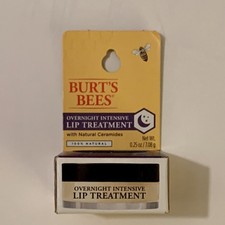 BURT'S
BEES
OVERNIGHT INTENSIVE
LIP TREATMENT
with Natural Ceramides
100% NATURAL
Net Wt.
0.25 oz / 7.08 g
OVERNIGHT INTENSIVE
LIP TREATMENT